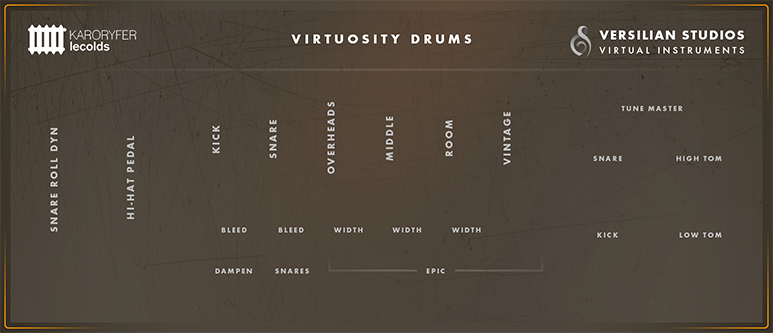 KARORYFER
lecolds
VIRTUOSITY DRUMS
VERSILIAN STUDIOS
VIRTUAL INSTRUMENTS
SNARE ROLL DYN
HI-HAT PEDAL
KICK
SNARE
OVERHEADS
MIDDLE
ROOM
VINTAGE
TUNE MASTER
SNARE
HIGH TOM
KICK
LOW TOM
BLEED
BLEED
WIDTH
WIDTH
WIDTH
DAMPEN
SNARES
EPIC